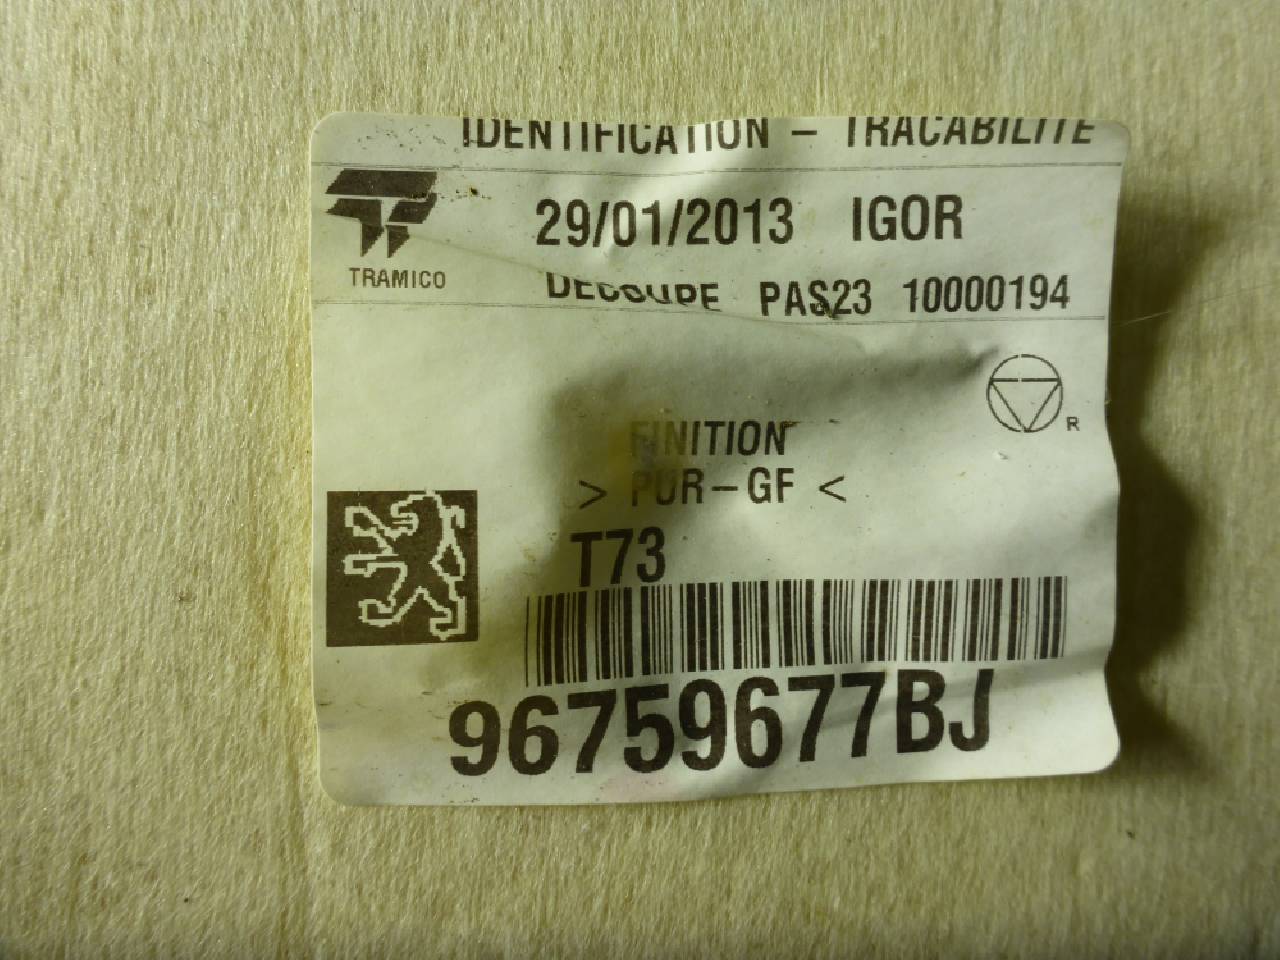 IDENTIFICATION - TRACABILITE
29/01/2013 IGOR
TRAMICO
DECOUPE PAS23 10000194
R
FINITION
> PUR-GF <
T73
96759677BJ